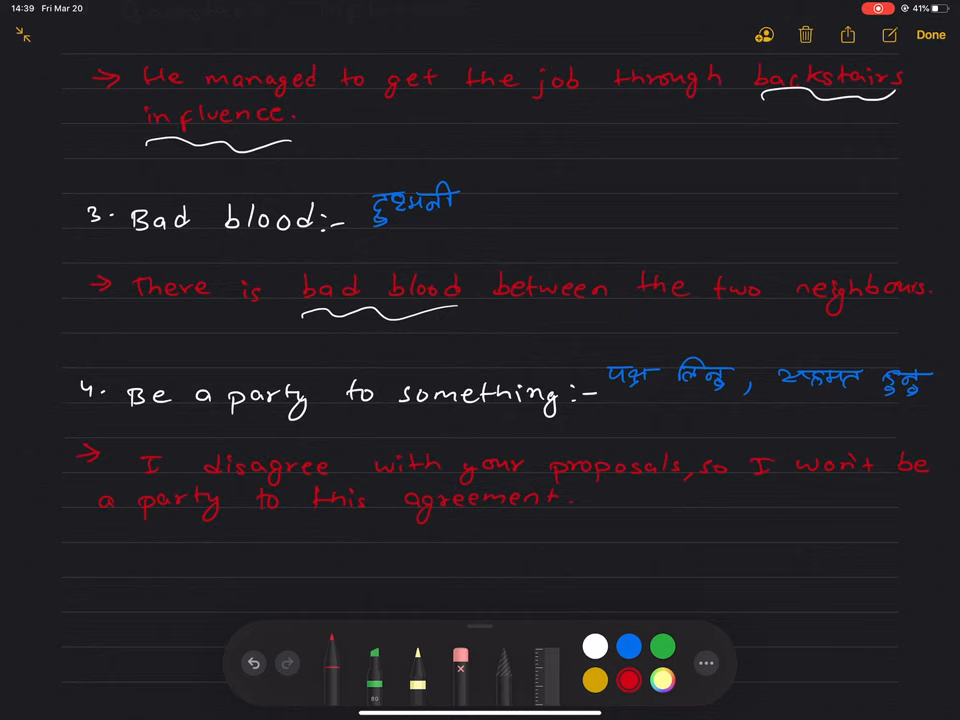 14:39 Fri Mar 20 41%
Done
→ He managed to get the job through backstairs
influence.
3. Bad blood:- दुश्मनी
→ There is bad blood between the two neighbours.
4. Be a party to something:- पक्ष लिनु, सहमत हुनु
→ I disagree with your proposals, so I won't be
a party to this agreement.
80